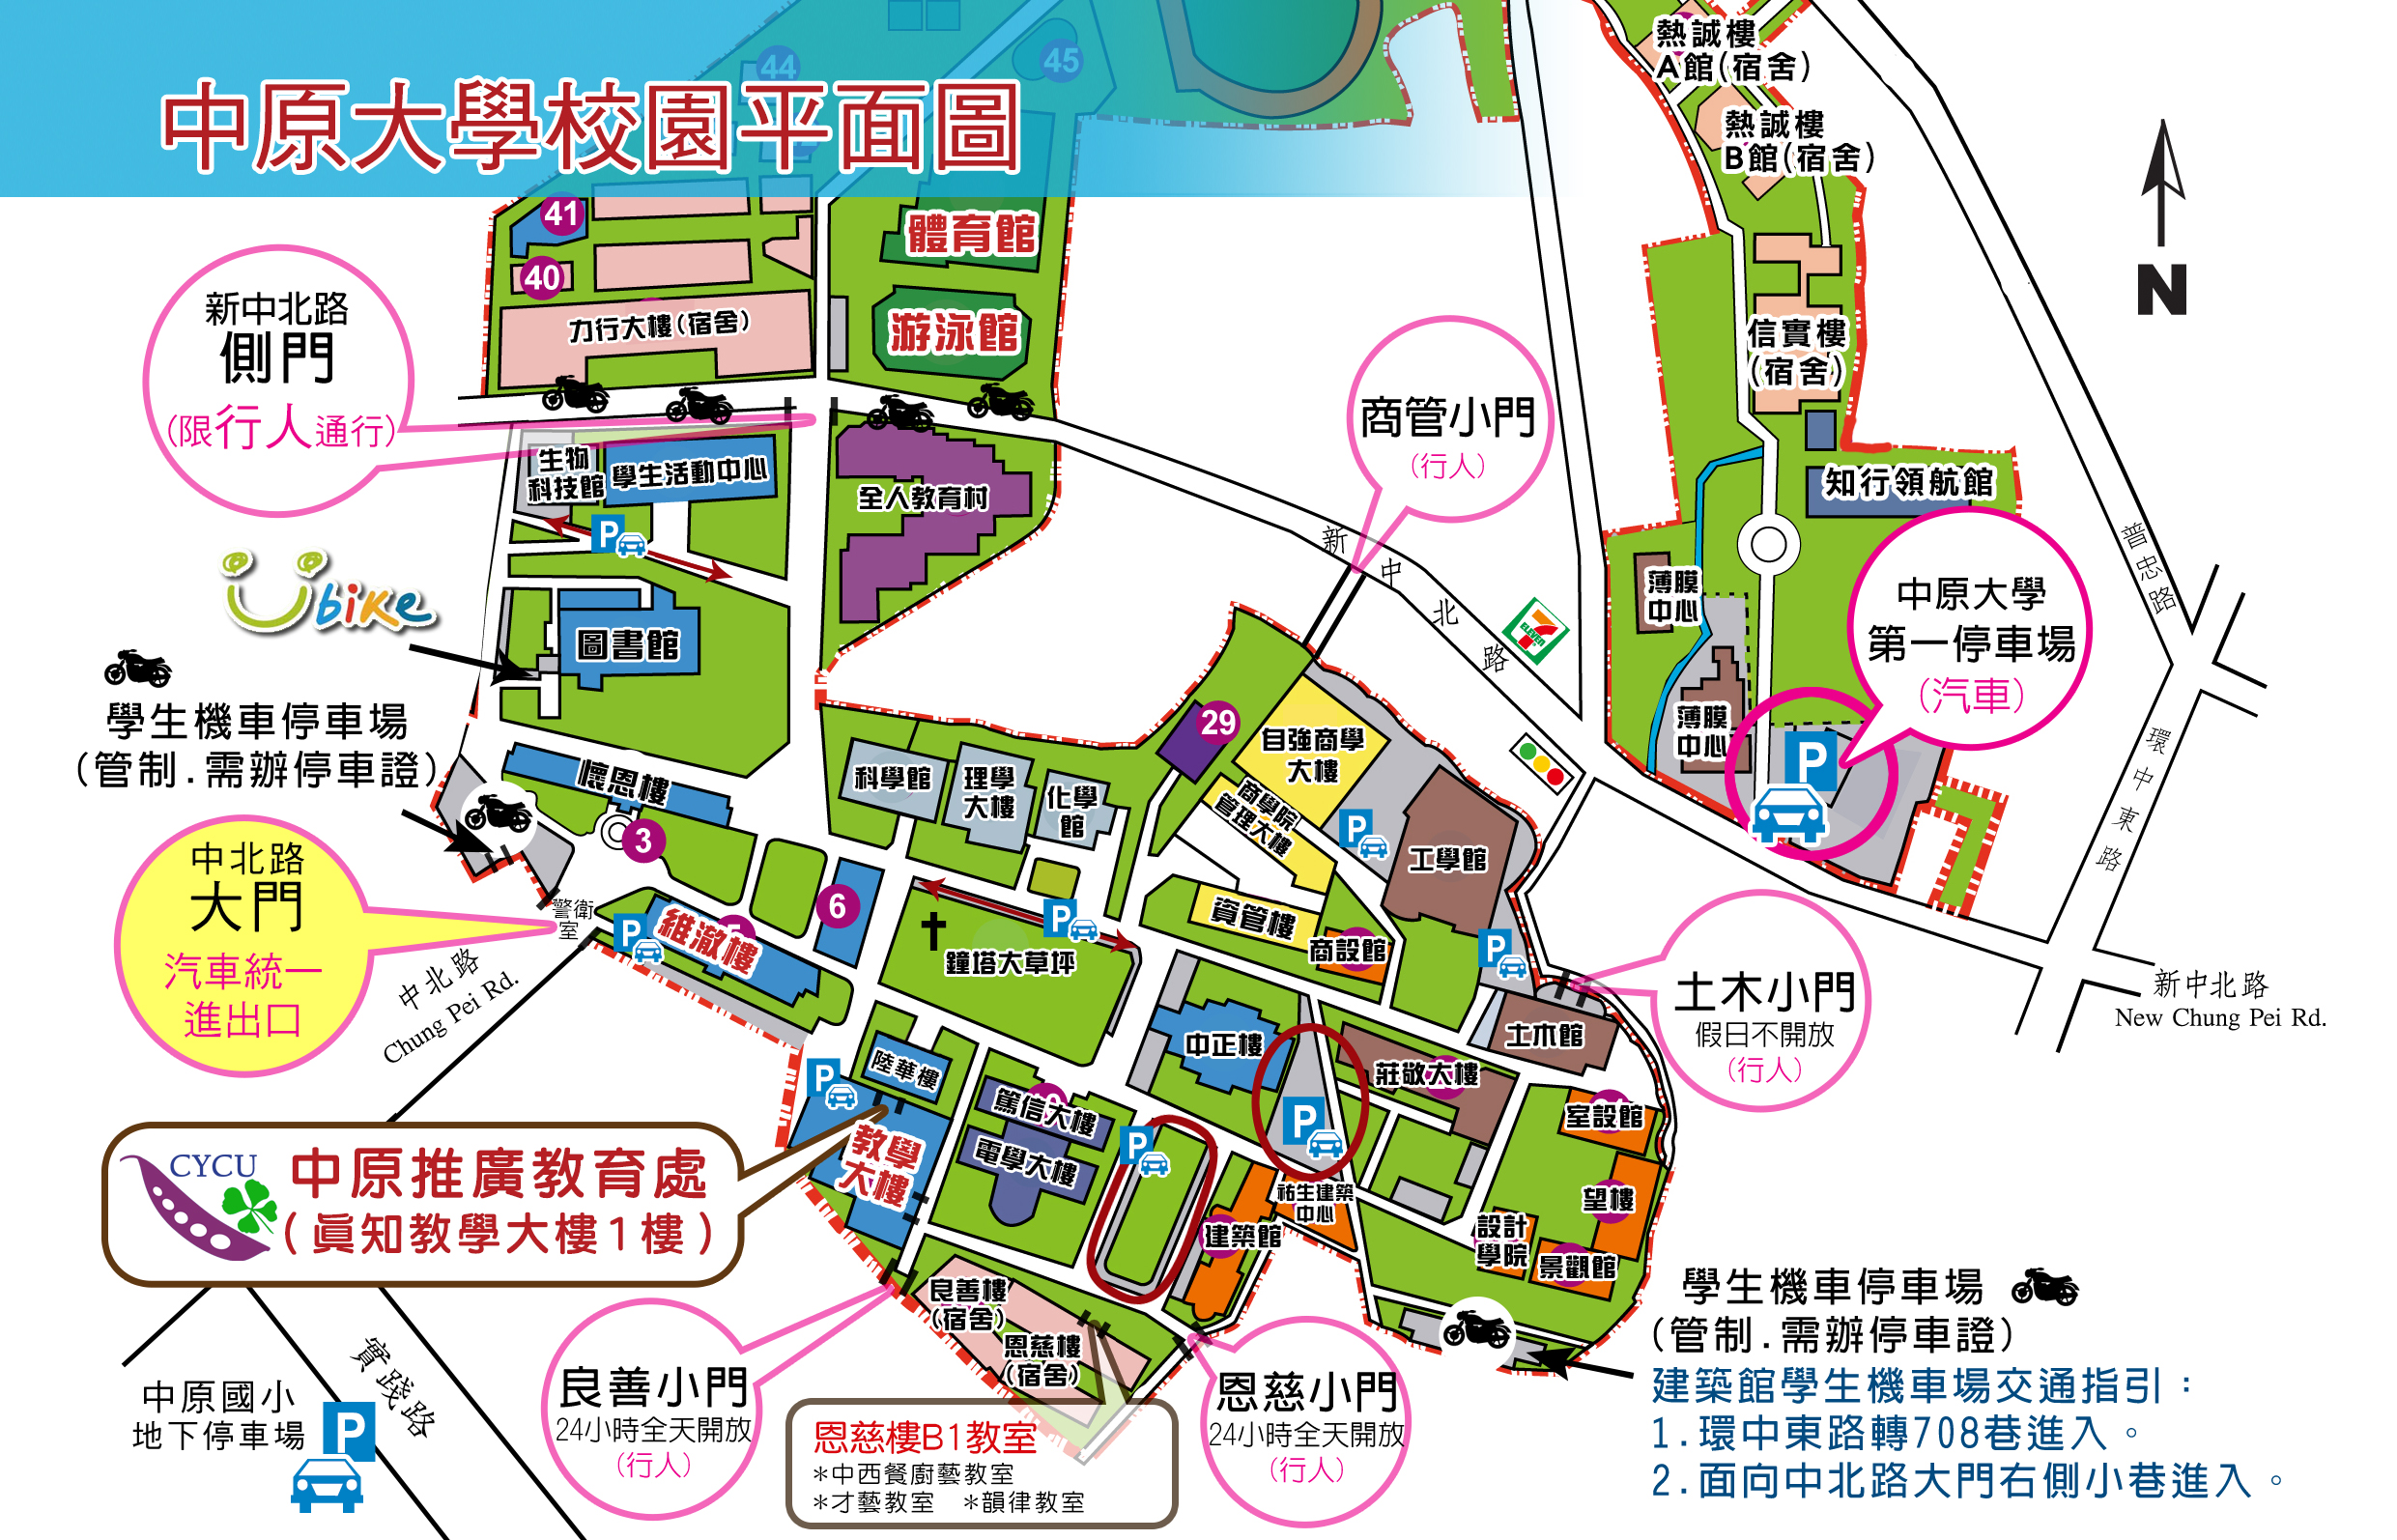 中原大學校園平面圖
44
45
熱誠樓
A館(宿舍)
熱誠樓
B館(宿舍)
N
41
40
體育館
游泳館
力行大樓(宿舍)
新中北路
側門
(限行人通行)
商管小門
(行人)
信實樓
(宿舍)
知行領航館
生物
科技館
學生活動中心
P
全人教育村
新中北路
普忠路
環中東路
薄膜
中心
薄膜
中心
中原大學
第一停車場
(汽車)
P
Ubike
圖書館
7
ELEVEN
學生機車停車場
(管制.需辦停車證)
懷恩樓
3
6
29
科學館
理學
大樓
化學
館
自強商學
大樓
商學院
管理大樓
P
工學館
資管樓
商設館
P
中北路
大門
汽車統一
進出口
警衛
室
中北路
Chung Pei Rd.
P
維澈樓
鐘塔大草坪
P
土木小門
假日不開放
(行人)
新中北路
New Chung Pei Rd.
中正樓
土木館
莊敬大樓
P
室設館
望樓
設計
學院
景觀館
陸華樓
P
教學
大樓
篤信大樓
電學大樓
P
建築館
祐生建築
中心
CYCU
中原推廣教育處
(真知教學大樓1樓)
良善樓
(宿舍)
恩慈樓
(宿舍)
實踐路
中原國小
地下停車場
P
良善小門
24小時全天開放
(行人)
恩慈樓B1教室
*中西餐廚藝教室
*才藝教室 *韻律教室
恩慈小門
24小時全天開放
(行人)
學生機車停車場
(管制.需辦停車證)
建築館學生機車場交通指引：
1.環中東路轉708巷進入。
2.面向中北路大門右側小巷進入。